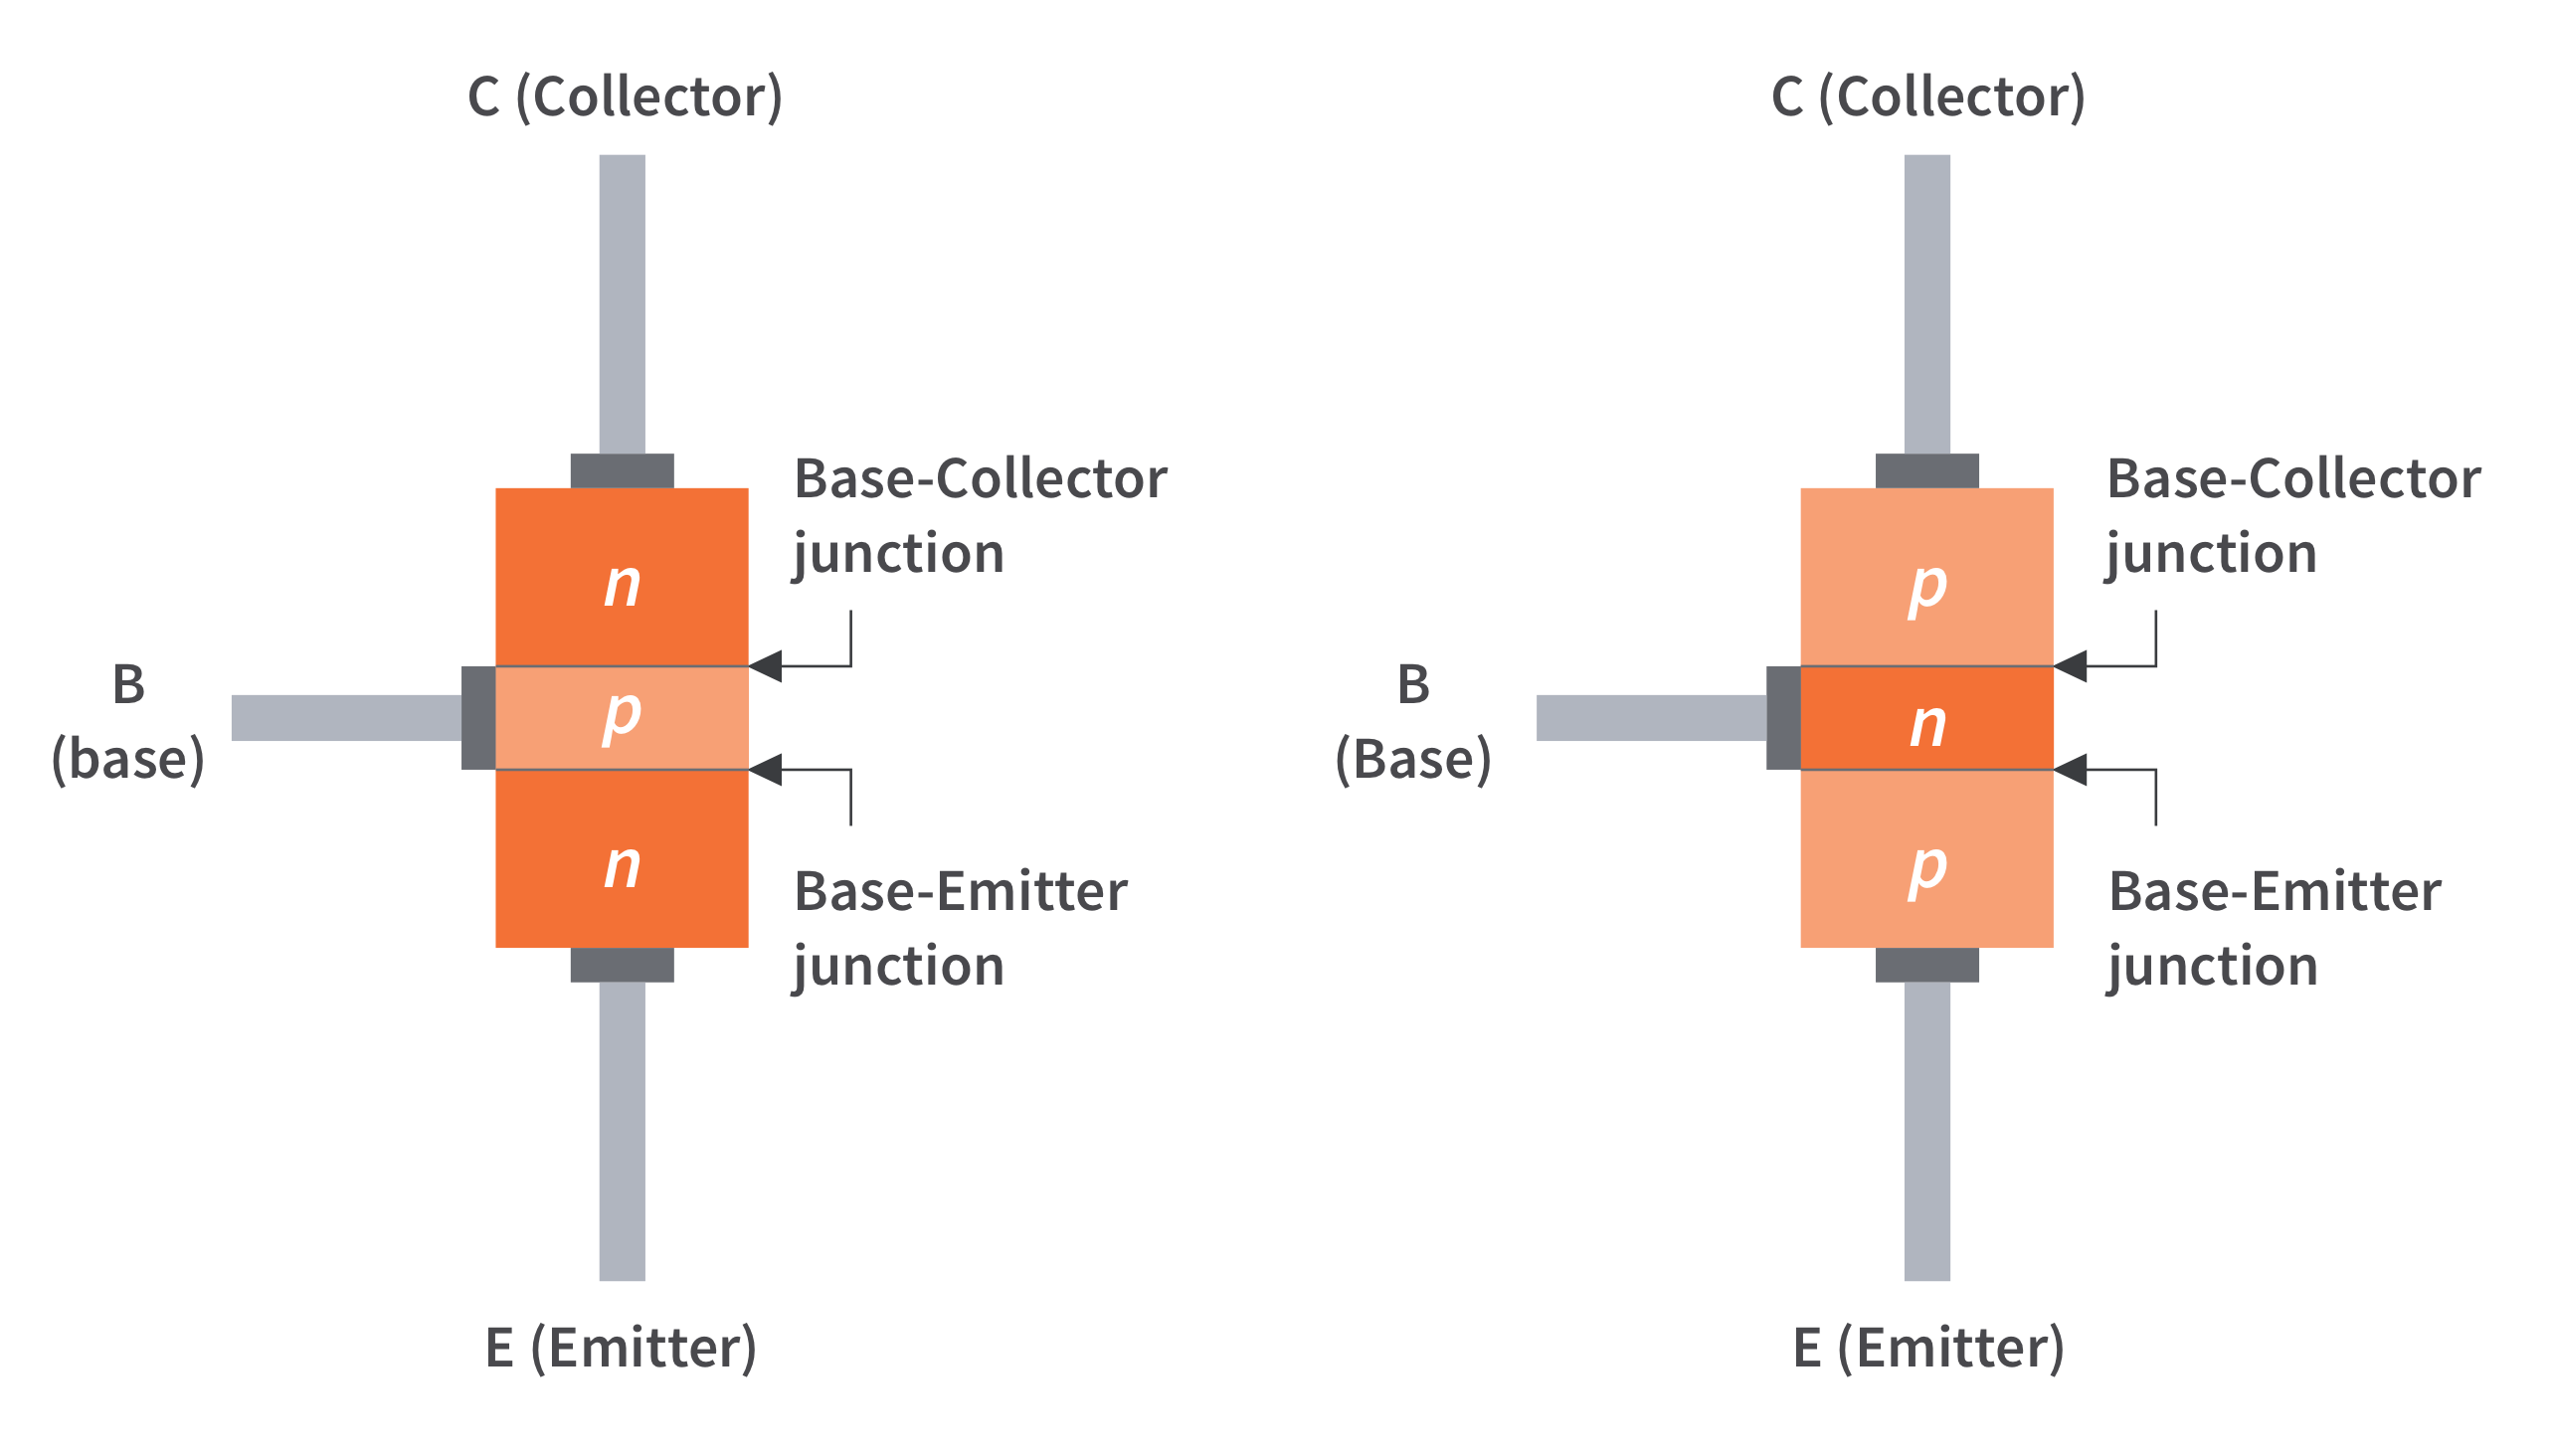 C (Collector)
Base-Collector
junction
n
B
(base)
p
n
Base-Emitter
junction
E (Emitter)
C (Collector)
Base-Collector
junction
p
B
(Base)
n
p
Base-Emitter
junction
E (Emitter)